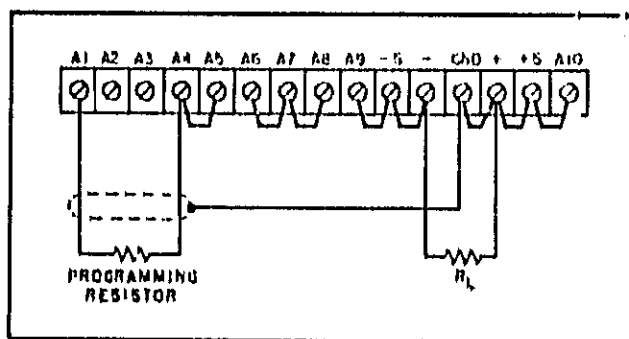 A1 A2 A3 A4 A5 A6 A7 A8 A9 -S - GND + +S A10
PROGRAMMING
RESISTOR
RL